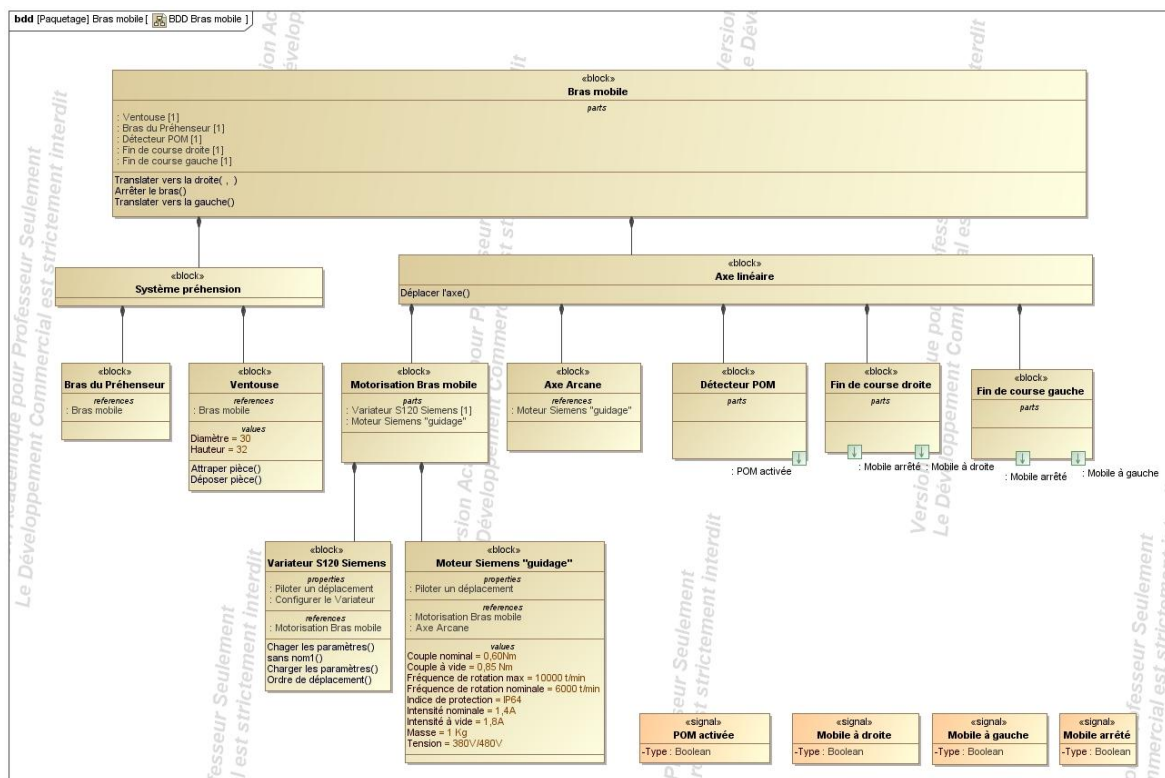 bdd [Paquetage] Bras mobile [ BDD Bras mobile ]
«block»
Bras mobile
parts
: Ventouse [1]
: Bras du Préhenseur [1]
: Détecteur POM [1]
: Fin de course droite [1]
: Fin de course gauche [1]
Translater vers la droite( , )
Arrêter le bras()
Translater vers la gauche()
«block»
Système préhension
«block»
Axe linéaire
Déplacer l'axe()
«block»
Bras du Préhenseur
references
: Bras mobile
«block»
Ventouse
references
: Bras mobile
values
Diamètre = 30
Hauteur = 32
Attraper pièce()
Déposer pièce()
«block»
Motorisation Bras mobile
parts
: Variateur S120 Siemens [1]
: Moteur Siemens "guidage"
«block»
Axe Arcane
references
: Moteur Siemens "guidage"
«block»
Détecteur POM
parts
: POM activée
«block»
Fin de course droite
parts
: Mobile arrêté
: Mobile à droite
«block»
Fin de course gauche
parts
: Mobile arrêté
: Mobile à gauche
«block»
Variateur S120 Siemens
properties
: Piloter un déplacement
: Configurer le Variateur
references
: Motorisation Bras mobile
Chager les paramètres()
sans nom1()
Charger les paramètres()
Ordre de déplacement()
«block»
Moteur Siemens "guidage"
properties
: Piloter un déplacement
references
: Motorisation Bras mobile
: Axe Arcane
values
Couple nominal = 0,60Nm
Couple à vide = 0,85 Nm
Fréquence de rotation max = 10000 t/min
Fréquence de rotation nominale = 6000 t/min
Indice de protection = IP64
Intensité nominale = 1,4A
Intensité à vide = 1,8A
Masse = 1 Kg
Tension = 380V/480V
«signal»
POM activée
-Type : Boolean
«signal»
Mobile à droite
-Type : Boolean
«signal»
Mobile à gauche
-Type : Boolean
«signal»
Mobile arrété
-Type : Boolean